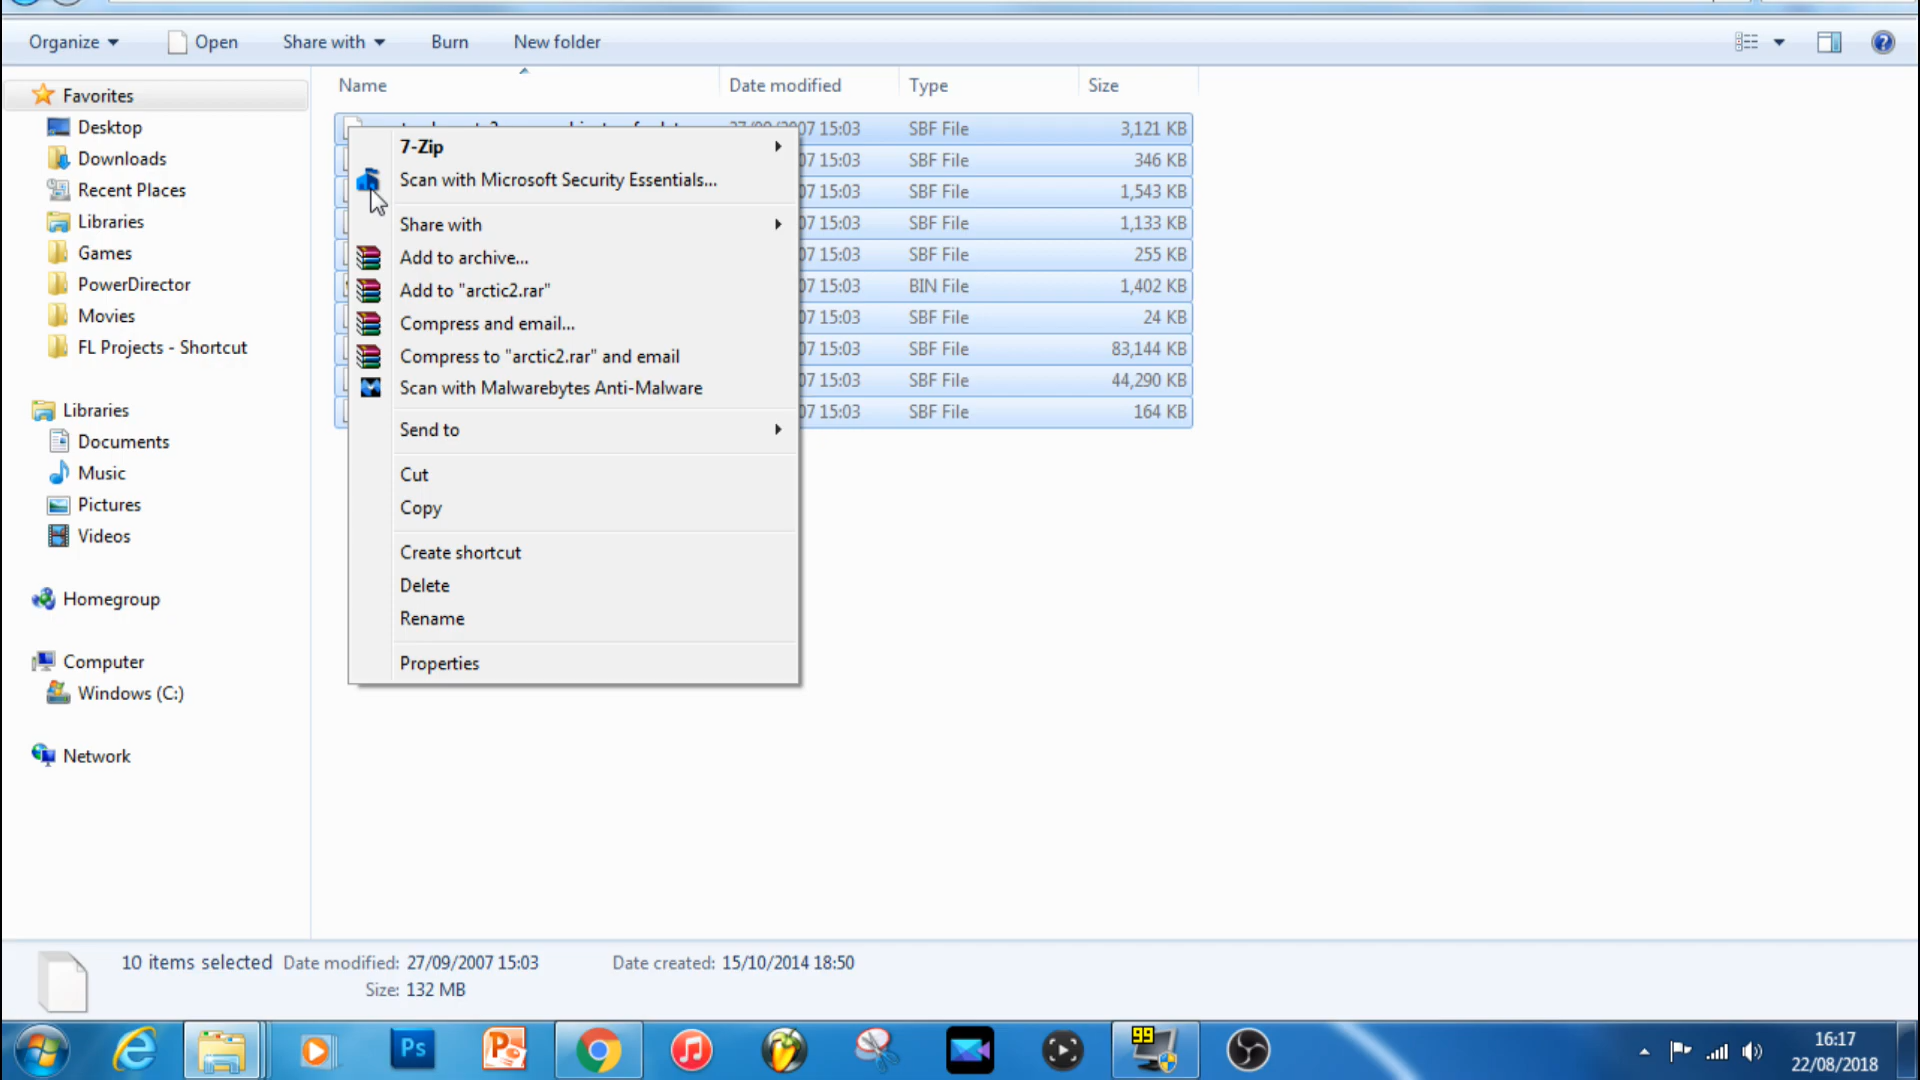 Organize Open Share with Burn New folder
Name Date modified Type Size
Favorites
Desktop
Downloads
Recent Places
Libraries
Games
PowerDirector
Movies
FL Projects - Shortcut
Libraries
Documents
Music
Pictures
Videos
Homegroup
Computer
Windows (C:)
Network
15:03 SBF File 3,121 KB
07 15:03 SBF File 346 KB
07 15:03 SBF File 1,543 KB
07 15:03 SBF File 1,133 KB
07 15:03 SBF File 255 KB
07 15:03 BIN File 1,402 KB
07 15:03 SBF File 24 KB
07 15:03 SBF File 83,144 KB
07 15:03 SBF File 44,290 KB
07 15:03 SBF File 164 KB
7-Zip
Scan with Microsoft Security Essentials...
Share with
Add to archive...
Add to "arctic2.rar"
Compress and email...
Compress to "arctic2.rar" and email
Scan with Malwarebytes Anti-Malware
Send to
Cut
Copy
Create shortcut
Delete
Rename
Properties
10 items selected Date modified: 27/09/2007 15:03 Date created: 15/10/2014 18:50
Size: 132 MB
Ps
99
16:17
22/08/2018